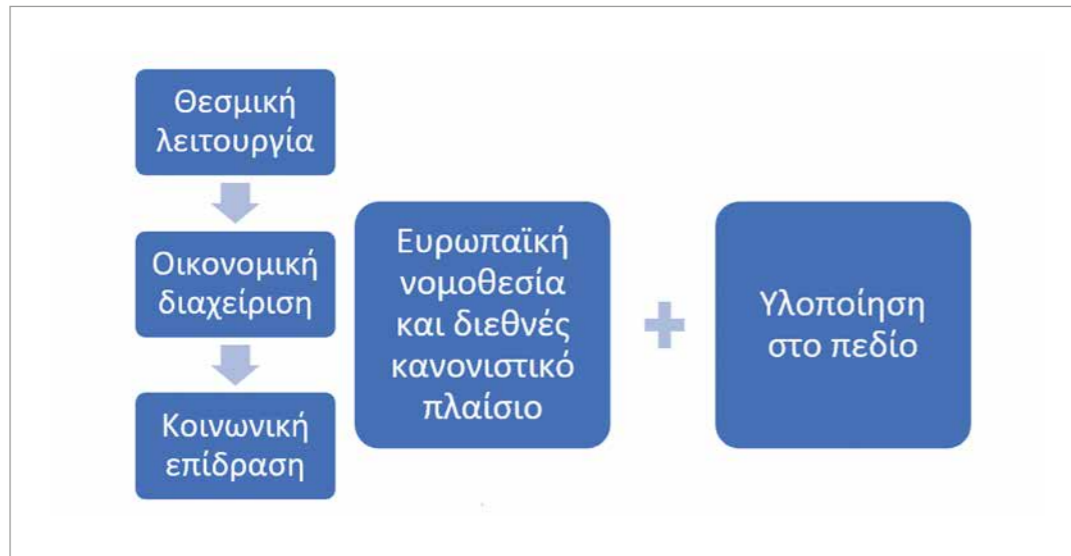 Θεσμική
λειτουργία
Οικονομική
διαχείριση
Κοινωνική
επίδραση
Ευρωπαϊκή
νομοθεσία
και διεθνές
κανονιστικό
πλαίσιο
Υλοποίηση
στο πεδίο